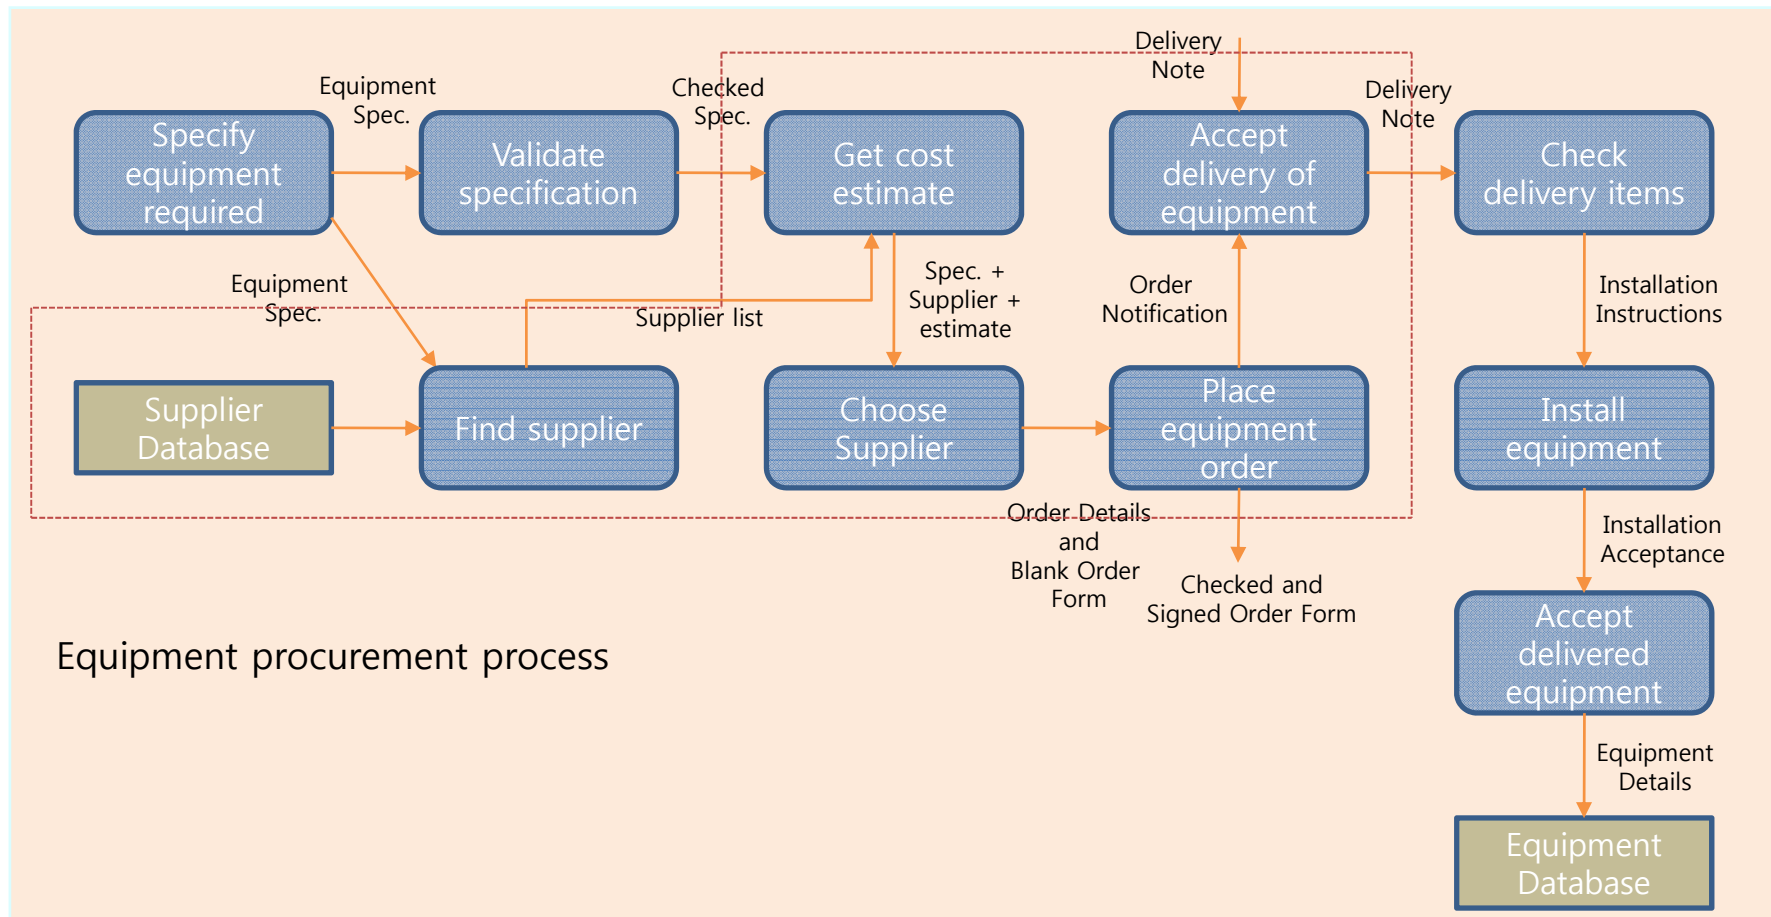 Delivery
Note
Equipment
Spec.
Checked
Spec.
Delivery
Note
Specify
equipment
required
Validate
specification
Get cost
estimate
Accept
delivery of
equipment
Check
delivery items
Equipment
Spec.
Supplier list
Spec. +
Supplier +
estimate
Order
Notification
Installation
Instructions
Supplier
Database
Find supplier
Choose
Supplier
Place
equipment
order
Install
equipment
Order Details
and
Blank Order
Form
Checked and
Signed Order Form
Installation
Acceptance
Equipment procurement process
Accept
delivered
equipment
Equipment
Details
Equipment
Database